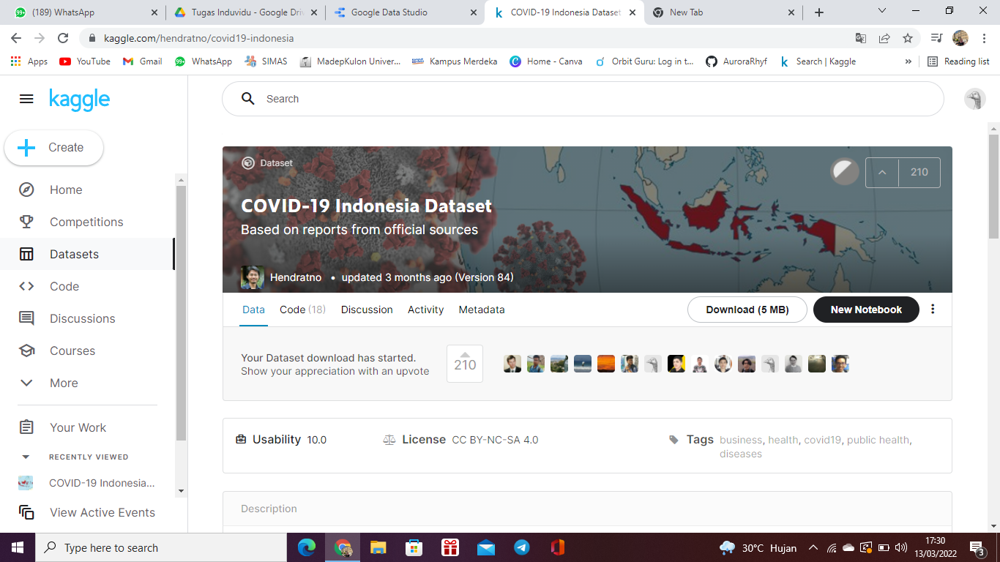 (189) WhatsApp
Tugas Induvidu - Google Driv
Google Data Studio
COVID-19 Indonesia Dataset
New Tab
kaggle.com/hendratno/covid19-indonesia
Apps
YouTube
Gmail
99+
WhatsApp
SIMAS
MadepKulon Univer...
Kampus Merdeka
Home - Canva
Orbit Guru: Log in t...
AuroraRhyf
Search | Kaggle
»
Reading list
kaggle
Search
Create
Home
Competitions
Datasets
Code
Discussions
Courses
More
Your Work
RECENTLY VIEWED
COVID-19 Indonesia...
View Active Events
Dataset
210
COVID-19 Indonesia Dataset
Based on reports from official sources
Hendratno • updated 3 months ago (Version 84)
Data
Code (18)
Discussion
Activity
Metadata
Download (5 MB)
New Notebook
Your Dataset download has started.
Show your appreciation with an upvote
210
Usability 10.0
License CC BY-NC-SA 4.0
Tags business, health, covid19, public health,
diseases
Description
Type here to search
30°C Hujan
17:30
13/03/2022
3